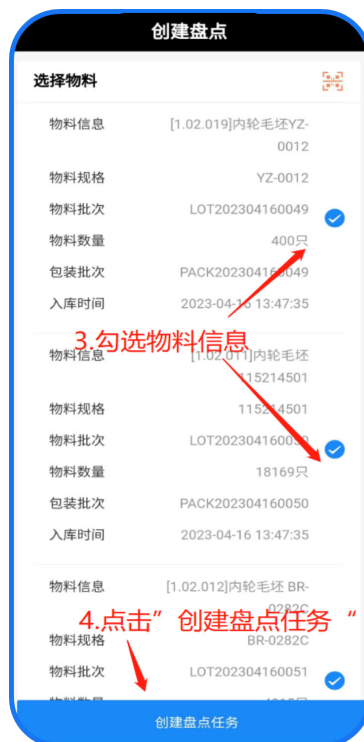 创建盘点
选择物料
物料信息 [1.02.019]内轮毛坯YZ-
0012
物料规格 YZ-0012
物料批次 LOT202304160049
物料数量 400只
包装批次 PACK202304160049
入库时间 2023-04-16 13:47:35
3.勾选物料信息
物料信息 [1.02.011]内轮毛坯
115214501
物料规格 115214501
物料批次 LOT202304160050
物料数量 18169只
包装批次 PACK202304160050
入库时间 2023-04-16 13:47:35
物料信息 [1.02.012]内轮毛坯 BR-
0282C
4.点击”创建盘点任务“
物料规格 BR-0282C
物料批次 LOT202304160051
物料数量
创建盘点任务